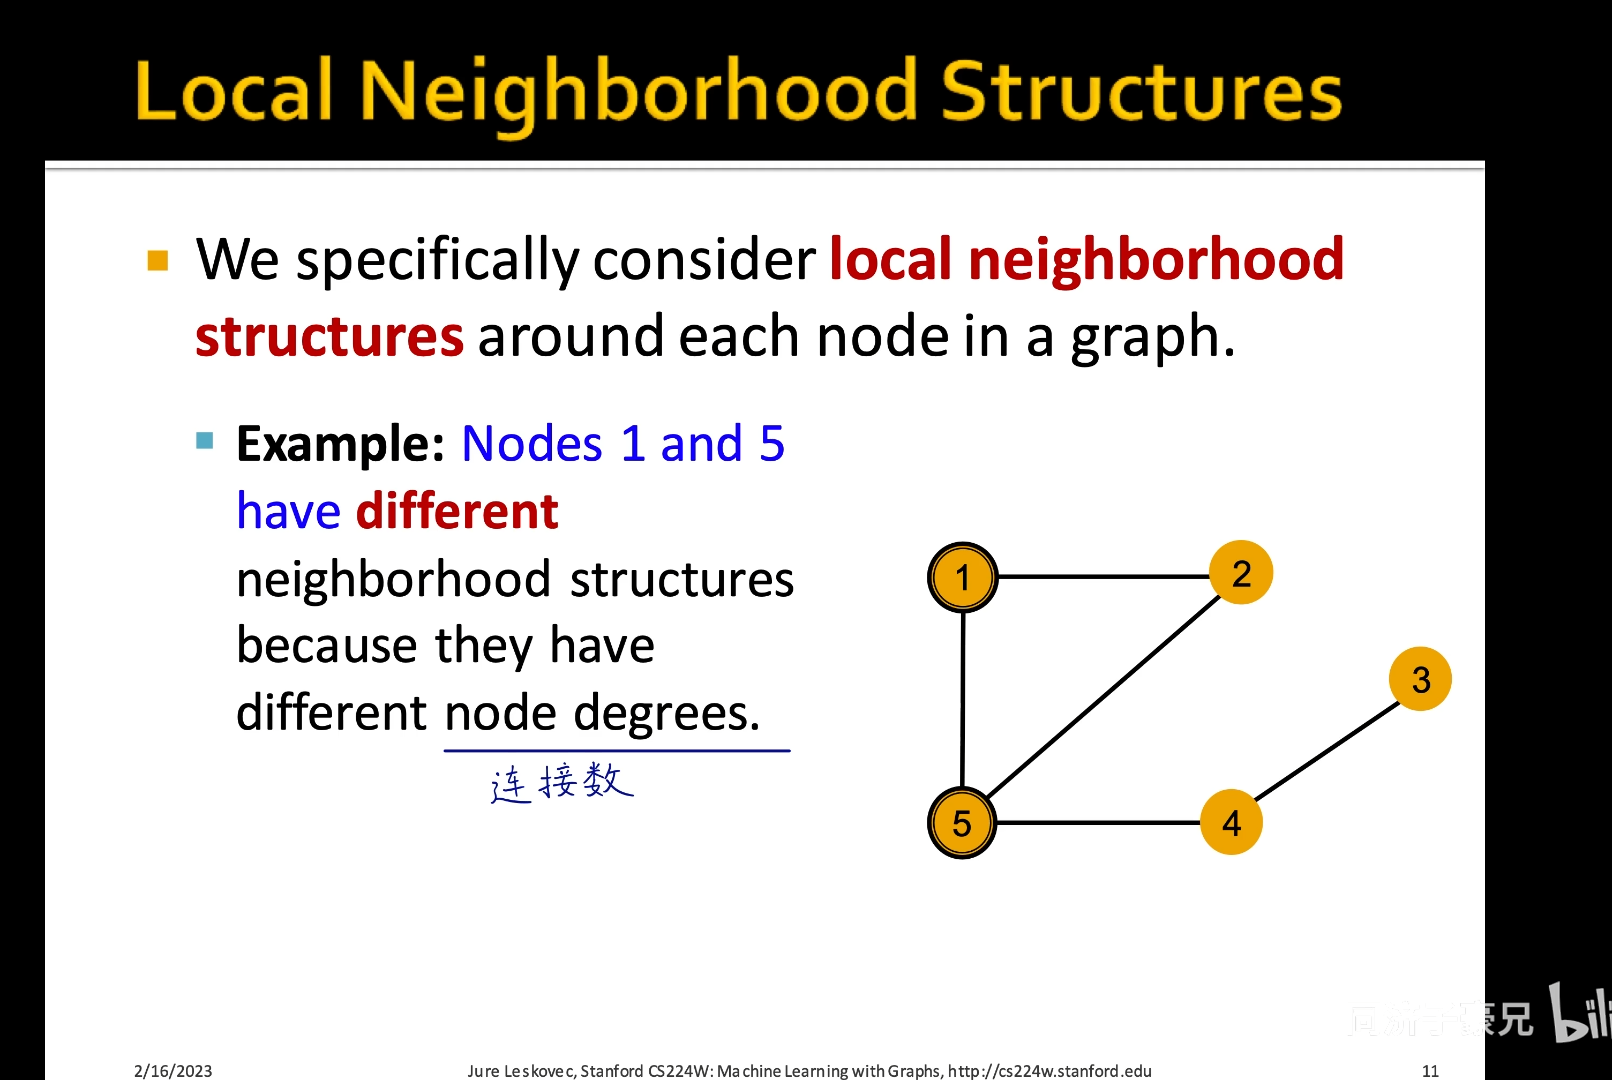 Local Neighborhood Structures
We specifically consider local neighborhood
structures around each node in a graph.
Example: Nodes 1 and 5
have different
neighborhood structures
because they have
different node degrees.
连接数
1
2
3
5
4
豪兄
2/16/2023
Jure Leskovec, Stanford CS224W: Machine Learning with Graphs, http://cs224w.stanford.edu
11